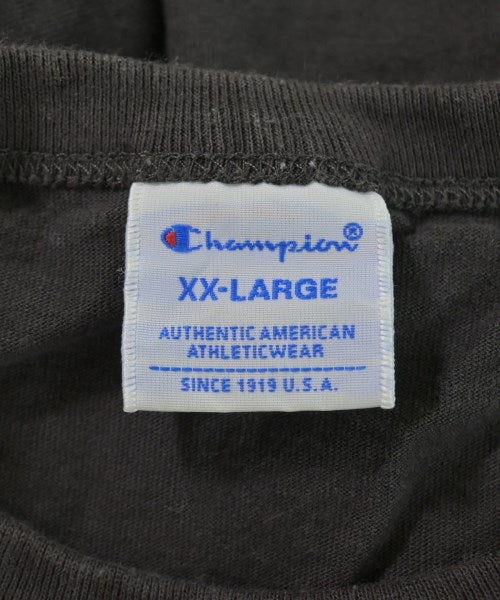 Champion®
XX-LARGE
AUTHENTIC AMERICAN
ATHLETICWEAR
SINCE 1919 U.S.A.